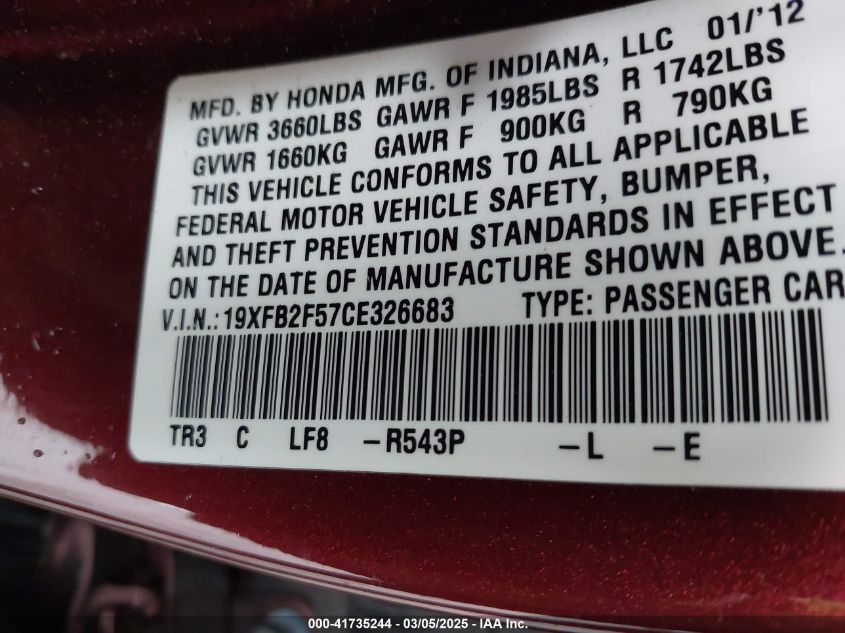 MFD. BY HONDA MFG. OF INDIANA, LLC 01/'12
GVWR 3660LBS GAWR F 1985LBS R 1742LBS
GVWR 1660KG GAWR F 900KG R 790KG
THIS VEHICLE CONFORMS TO ALL APPLICABLE
FEDERAL MOTOR VEHICLE SAFETY, BUMPER,
AND THEFT PREVENTION STANDARDS IN EFFECT
ON THE DATE OF MANUFACTURE SHOWN ABOVE.
V.I.N.: 19XFB2F57CE326683 TYPE: PASSENGER CAR
TR3 C LF8 -R543P -L -E
000-41735244 - 03/05/2025 - IAA Inc.